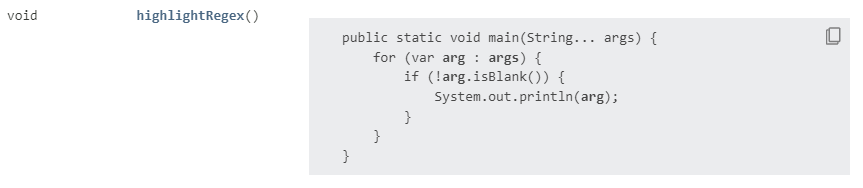 void highlightRegex()
public static void main(String... args) {
    for (var arg : args) {
        if (!arg.isBlank()) {
            System.out.println(arg);
        }
    }
}